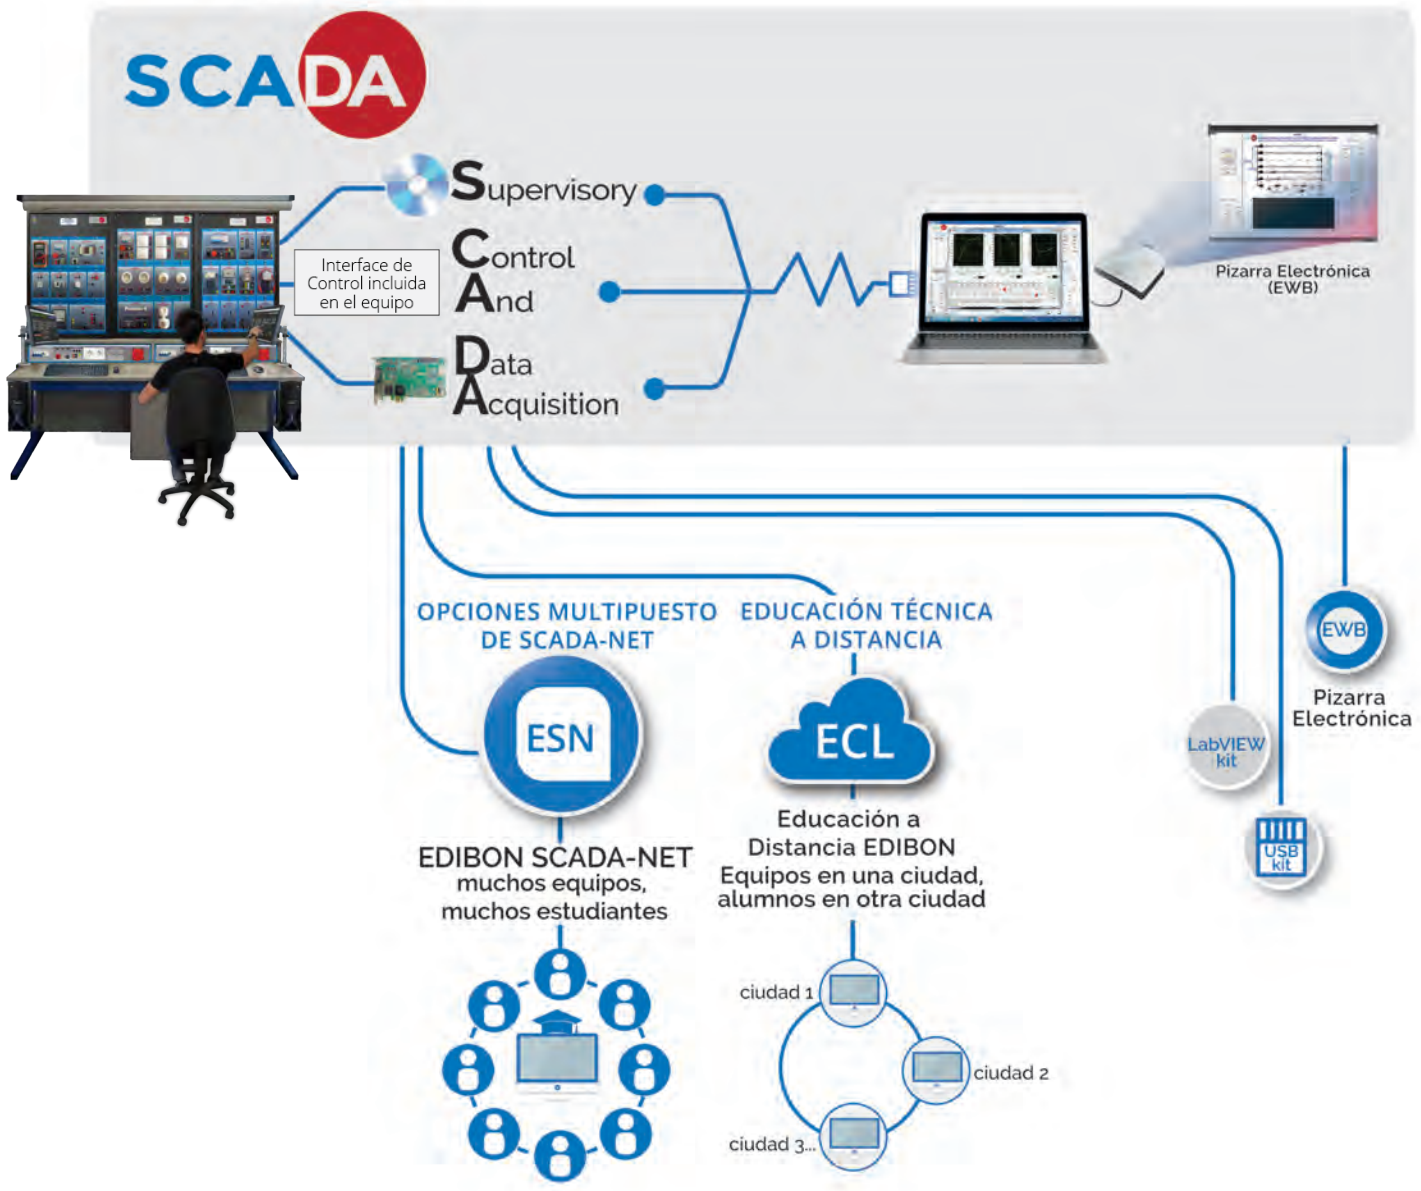 SCADA
Supervisory
Control
And
Data
Acquisition
Interface de
Control incluida
en el equipo
Pizarra Electrónica
(EWB)
OPCIONES MULTIPUESTO
DE SCADA-NET
ESN
EDIBON SCADA-NET
muchos equipos,
muchos estudiantes
EDUCACIÓN TÉCNICA
A DISTANCIA
ECL
Educación a
Distancia EDIBON
Equipos en una ciudad,
alumnos en otra ciudad
ciudad 1
ciudad 2
ciudad 3...
LabVIEW
kit
USB
kit
EWB
Pizarra
Electrónica